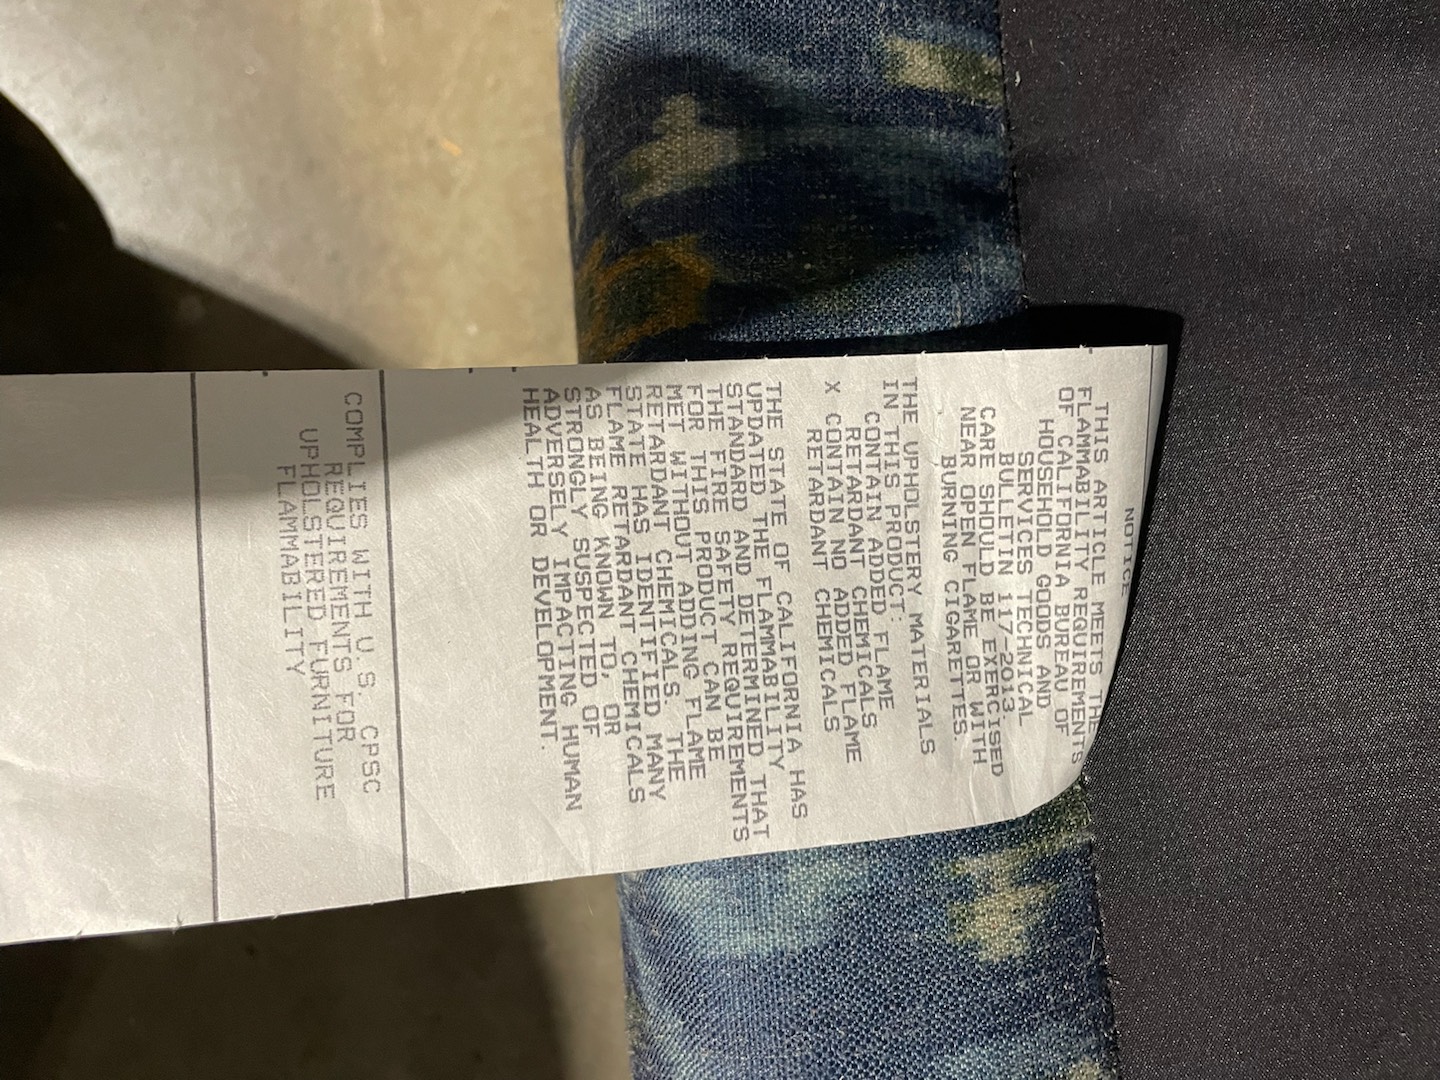 NOTICE
THIS ARTICLE MEETS THE
FLAMMABILITY REQUIREMENTS
OF CALIFORNIA BUREAU OF
HOUSEHOLD GOODS AND
SERVICES TECHNICAL
BULLETIN 117-2013.
CARE SHOULD BE EXERCISED
NEAR OPEN FLAME OR WITH
BURNING CIGARETTES
THE UPHOLSTERY MATERIALS
IN THIS PRODUCT:
CONTAIN ADDED FLAME
RETARDANT CHEMICALS
X CONTAIN NO ADDED FLAME
RETARDANT CHEMICALS
THE STATE OF CALIFORNIA HAS
UPDATED THE FLAMMABILITY
STANDARD AND DETERMINED THAT
THE FIRE SAFETY REQUIREMENTS
FOR THIS PRODUCT CAN BE
MET WITHOUT ADDING FLAME
RETARDANT CHEMICALS. THE
STATE HAS IDENTIFIED MANY
FLAME RETARDANT CHEMICALS
AS BEING KNOWN TO, OR
STRONGLY SUSPECTED OF
ADVERSELY IMPACTING HUMAN
HEALTH OR DEVELOPMENT.
COMPLIES WITH U.S. CPSC
REQUIREMENTS FOR
UPHOLSTERED FURNITURE
FLAMMABILITY